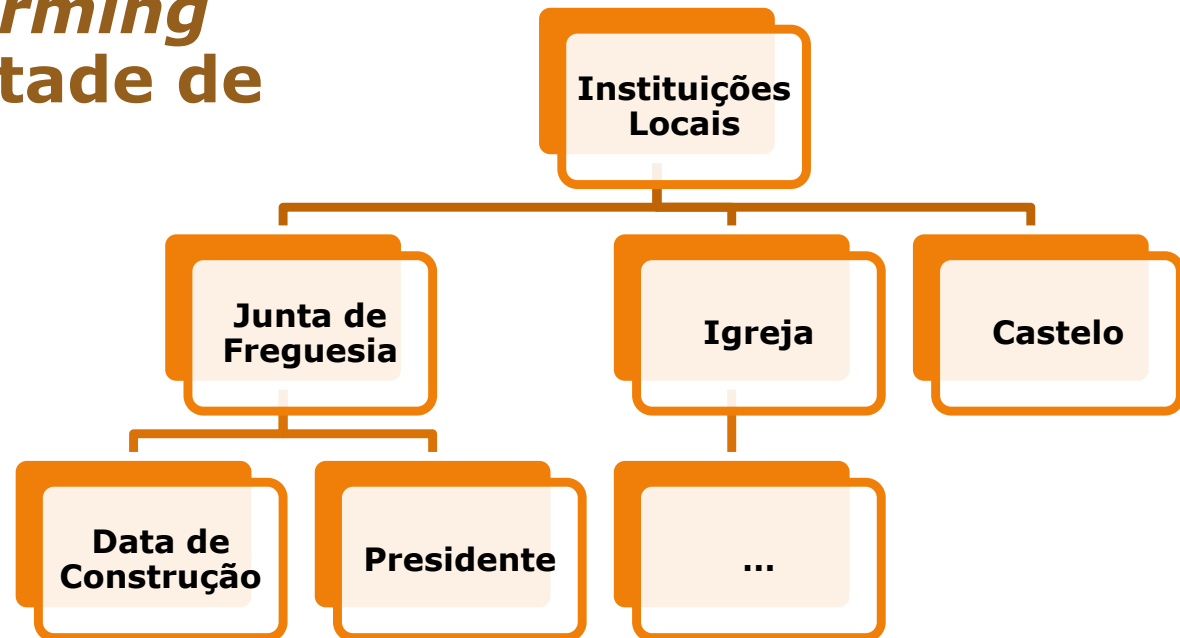 rming
tade de
Instituições
Locais
Junta de
Freguesia
Igreja
Castelo
Data de
Construção
Presidente
...